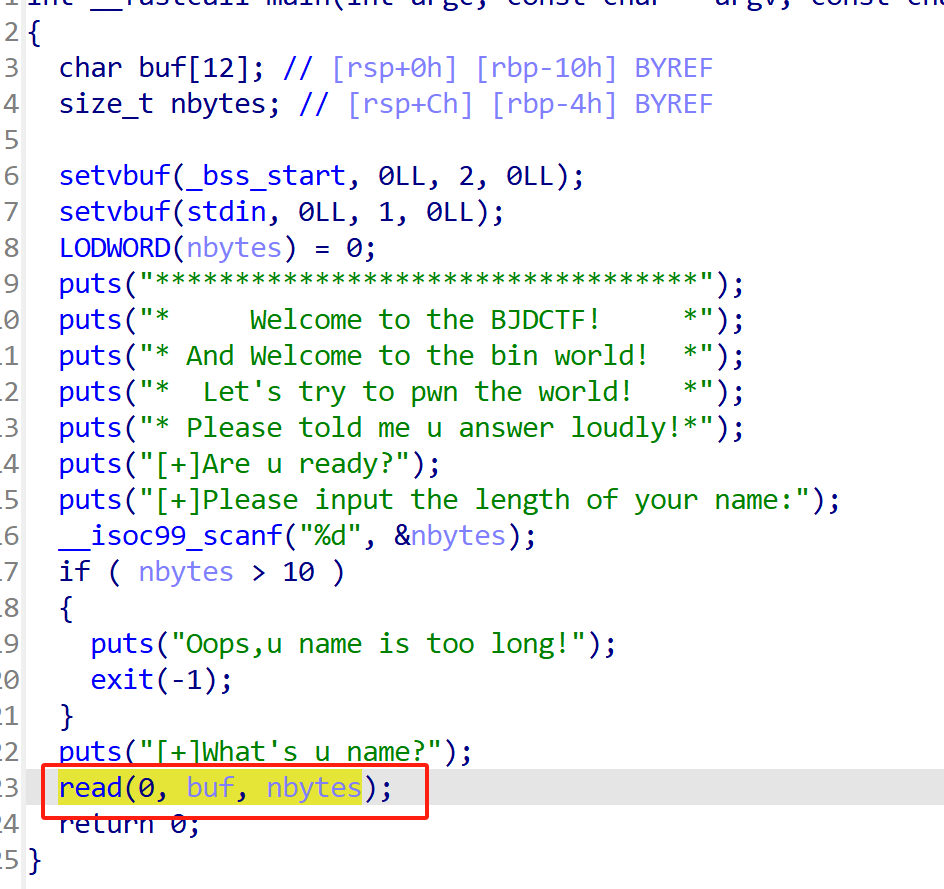 1 int __fastcall main(int argc, const char **argv, const
2 {
3 char buf[12]; // [rsp+0h] [rbp-10h] BYREF
4 size_t nbytes; // [rsp+Ch] [rbp-4h] BYREF
5
6 setvbuf(_bss_start, 0LL, 2, 0LL);
7 setvbuf(stdin, 0LL, 1, 0LL);
8 LODWORD(nbytes) = 0;
9 puts("**********************************");
10 puts("*     Welcome to the BJDCTF!     *");
11 puts("* And Welcome to the bin world!  *");
12 puts("*  Let's try to pwn the world!   *");
13 puts("* Please told me u answer loudly!*");
14 puts("[+]Are u ready?");
15 puts("[+]Please input the length of your name:");
16 __isoc99_scanf("%d", &nbytes);
17 if ( nbytes > 10 )
18 {
19 puts("Oops,u name is too long!");
20 exit(-1);
21 }
22 puts("[+]What's u name?");
23 read(0, buf, nbytes);
24 return 0;
25 }